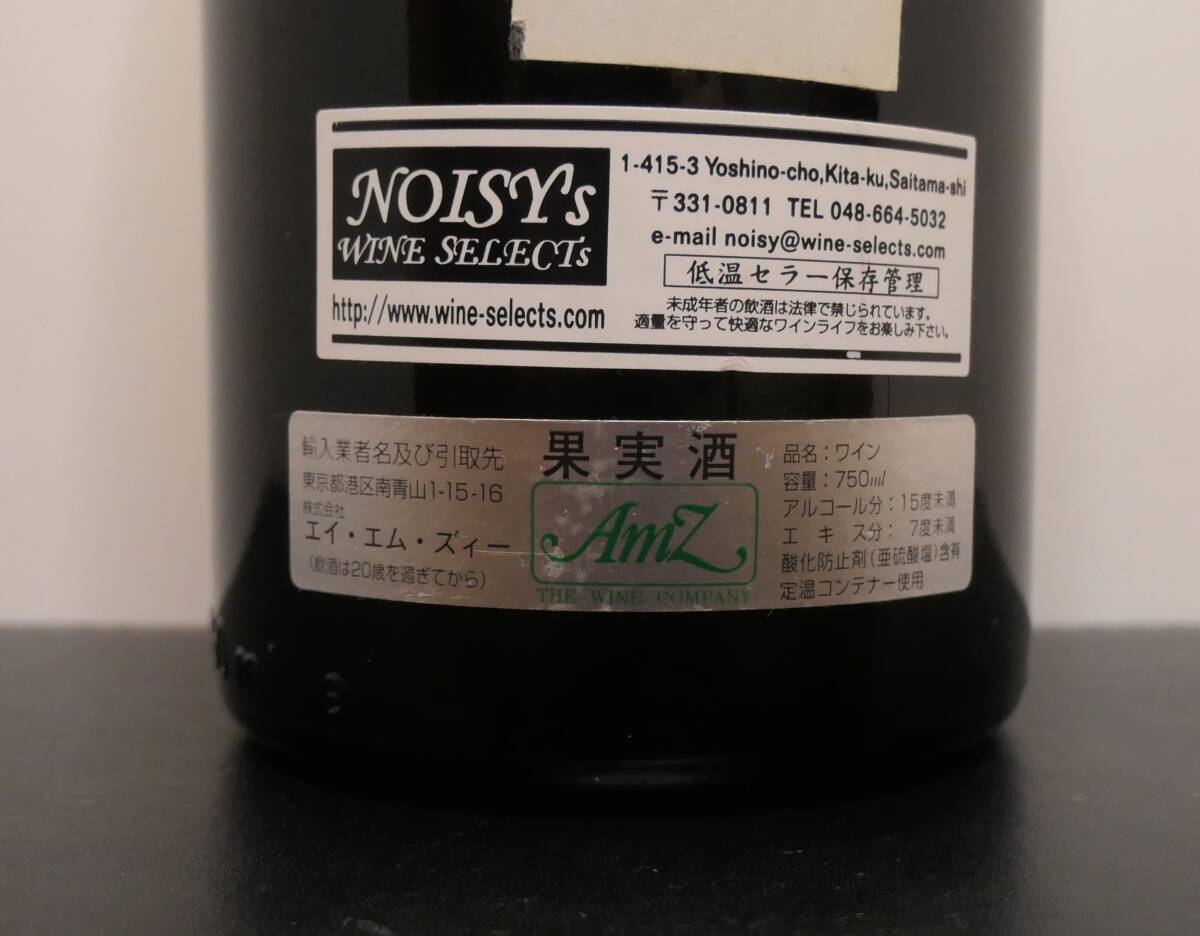 NOISY's
WINE SELECTs
http://www.wine-selects.com
1-415-3 Yoshino-cho,Kita-ku,Saitama-shi
〒331-0811 TEL 048-664-5032
e-mail noisy@wine-selects.com
低温セラー保存管理
未成年者の飲酒は法律で禁じられています。
適量を守って快適なワインライフをお楽しみ下さい。
輸入業者名及び引取先
東京都港区南青山1-15-16
株式会社
エイ・エム・ズィー
(飲酒は20歳を過ぎてから)
果実酒
AmZ
THE WINE COMPANY
品名:ワイン
容量:750ml
アルコール分:15度未満
エキス分:7度未満
酸化防止剤(亜硫酸塩)含有
定温コンテナー使用